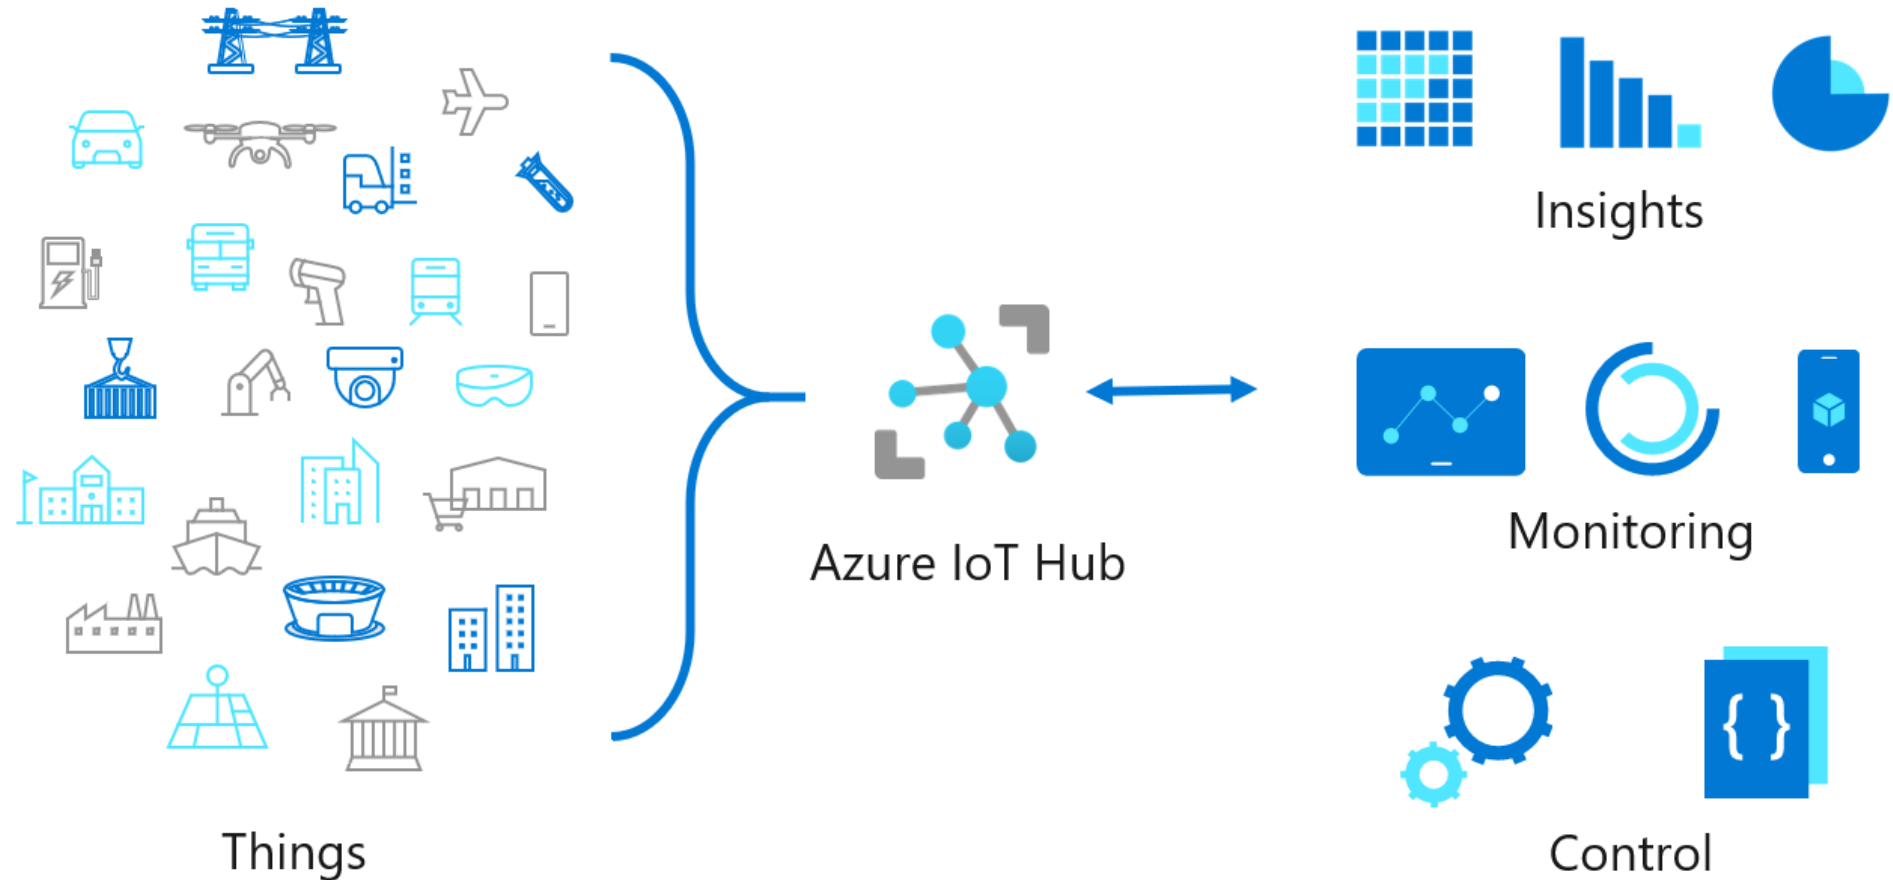 Things
Azure IoT Hub
Insights
Monitoring
{ }
Control